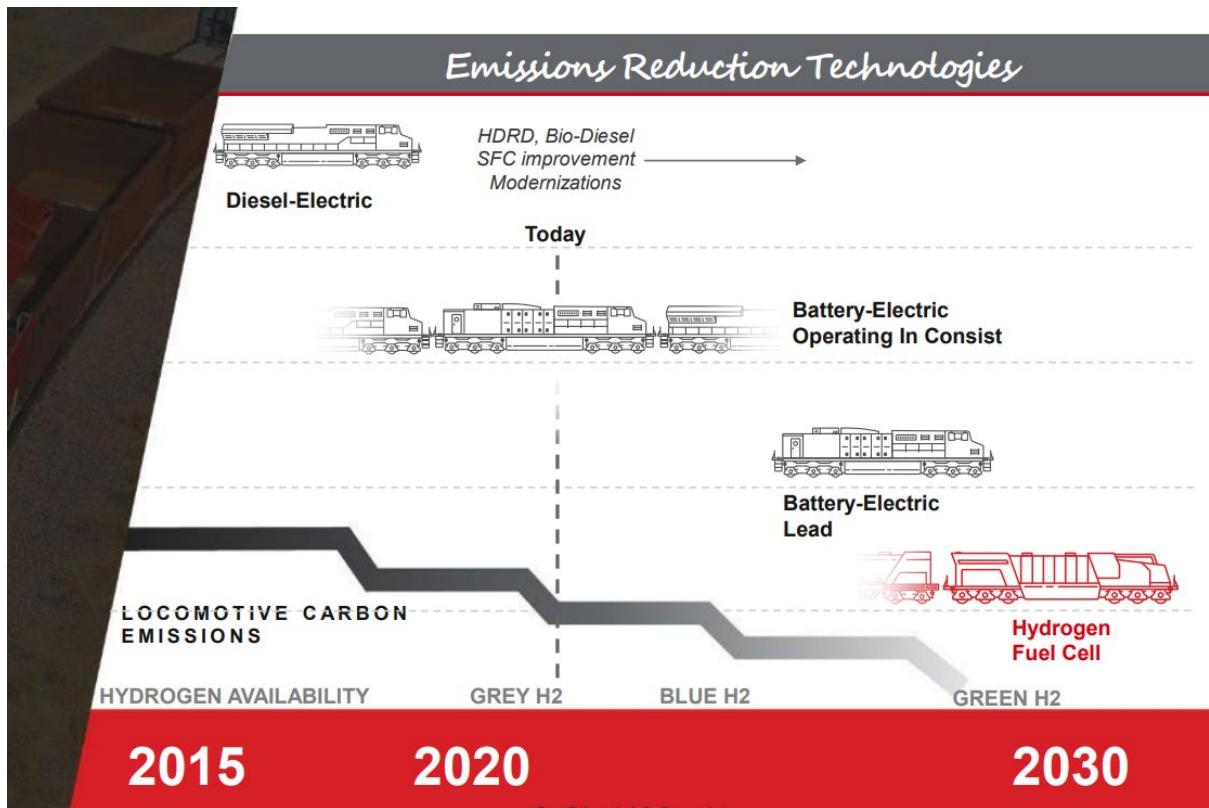 Emissions Reduction Technologies
HDRD, Bio-Diesel
SFC improvement
Modernizations
Diesel-Electric
Today
Battery-Electric
Operating In Consist
Battery-Electric
Lead
LOCOMOTIVE CARBON
EMISSIONS
Hydrogen
Fuel Cell
HYDROGEN AVAILABILITY
GREY H2
BLUE H2
GREEN H2
2015
2020
2030